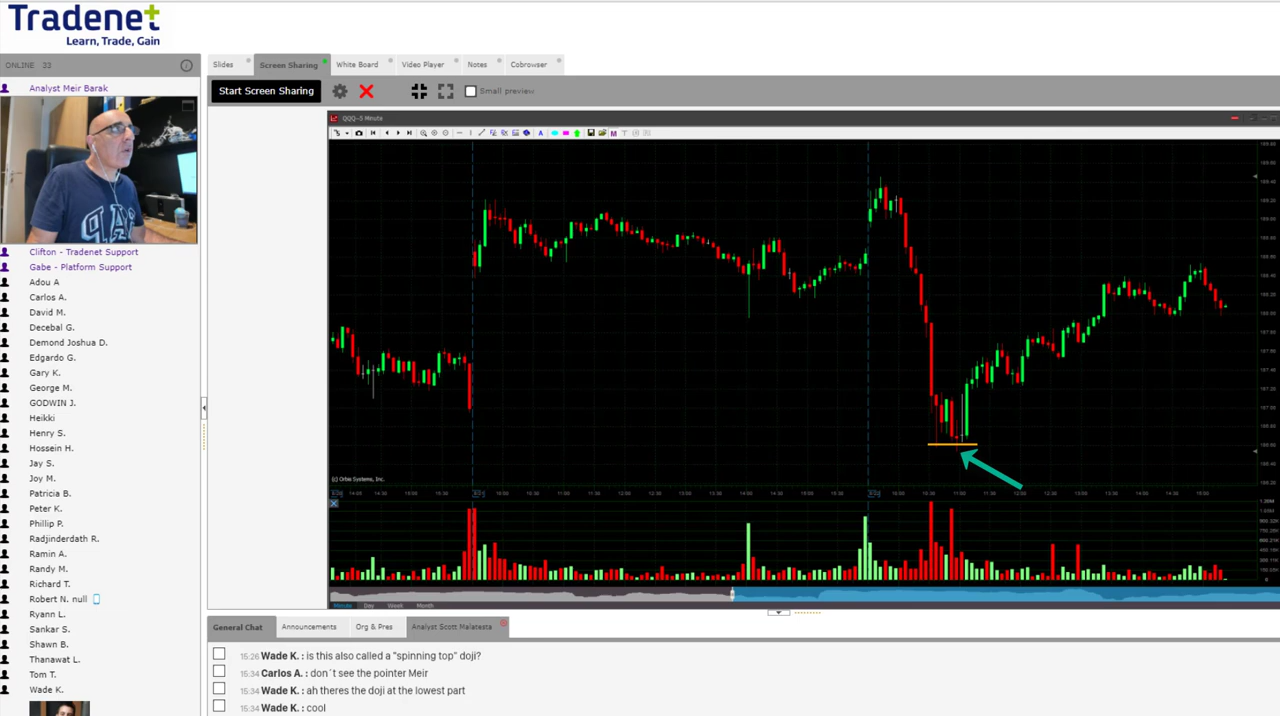 Tradenet
Learn, Trade, Gain
ONLINE 33
Analyst Meir Barak
Clifton - Tradenet Support
Gabe - Platform Support
Adou A
Carlos A.
David M.
Decebal G.
Demond Joshua D.
Edgardo G.
Gary K.
George M.
GODWIN J.
Heikki
Henry S.
Hossein H.
Jay S.
Joy M.
Patricia B.
Peter K.
Phillip P.
Radjinderdath R.
Ramin A.
Randy M.
Richard T.
Robert N. null
Ryann L.
Sankar S.
Shawn B.
Thanawat L.
Tom T.
Wade K.
Slides Screen Sharing White Board Video Player Notes Cobrowser
Start Screen Sharing Small preview
QQQ--5 Minute
(c) Orbis Systems, Inc.
Minute Day Week Month
General Chat Announcements Org & Pres Analyst Scott Malatesta
15:26 Wade K. : is this also called a "spinning top" doji?
15:34 Carlos A. : don´t see the pointer Meir
15:34 Wade K. : ah theres the doji at the lowest part
15:34 Wade K. : cool